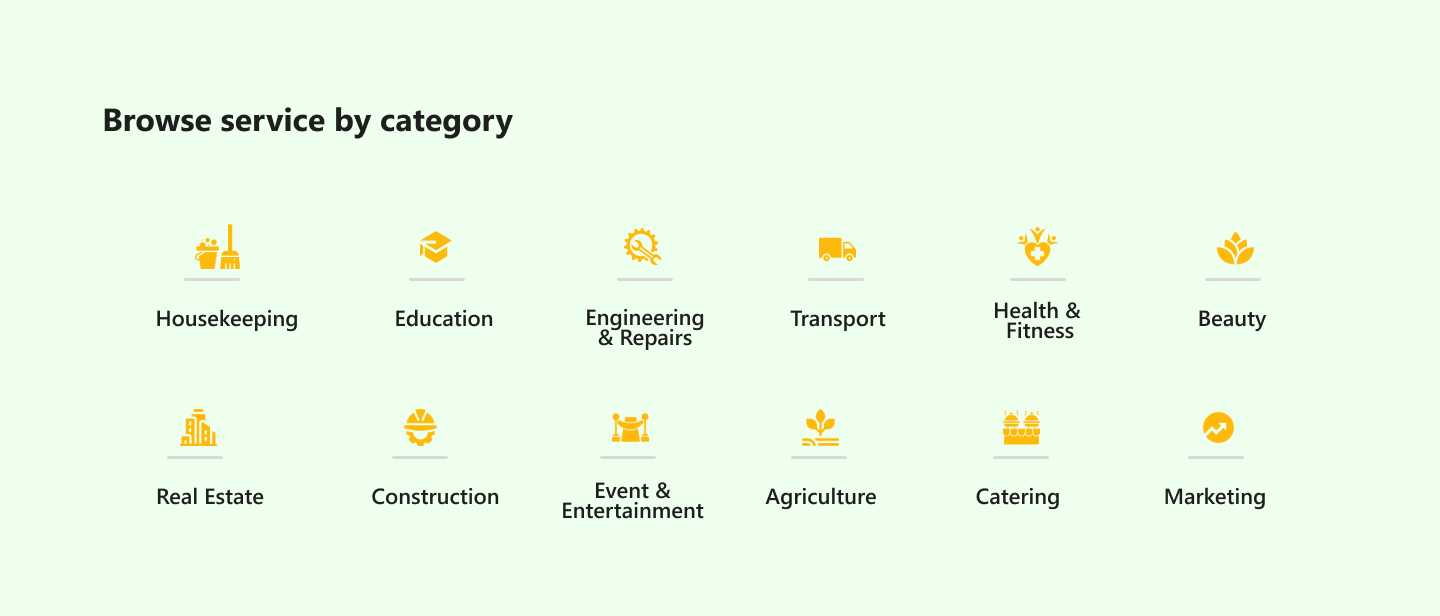 Browse service by category
Housekeeping
Education
Engineering
& Repairs
Transport
Health &
Fitness
Beauty
Real Estate
Construction
Event &
Entertainment
Agriculture
Catering
Marketing